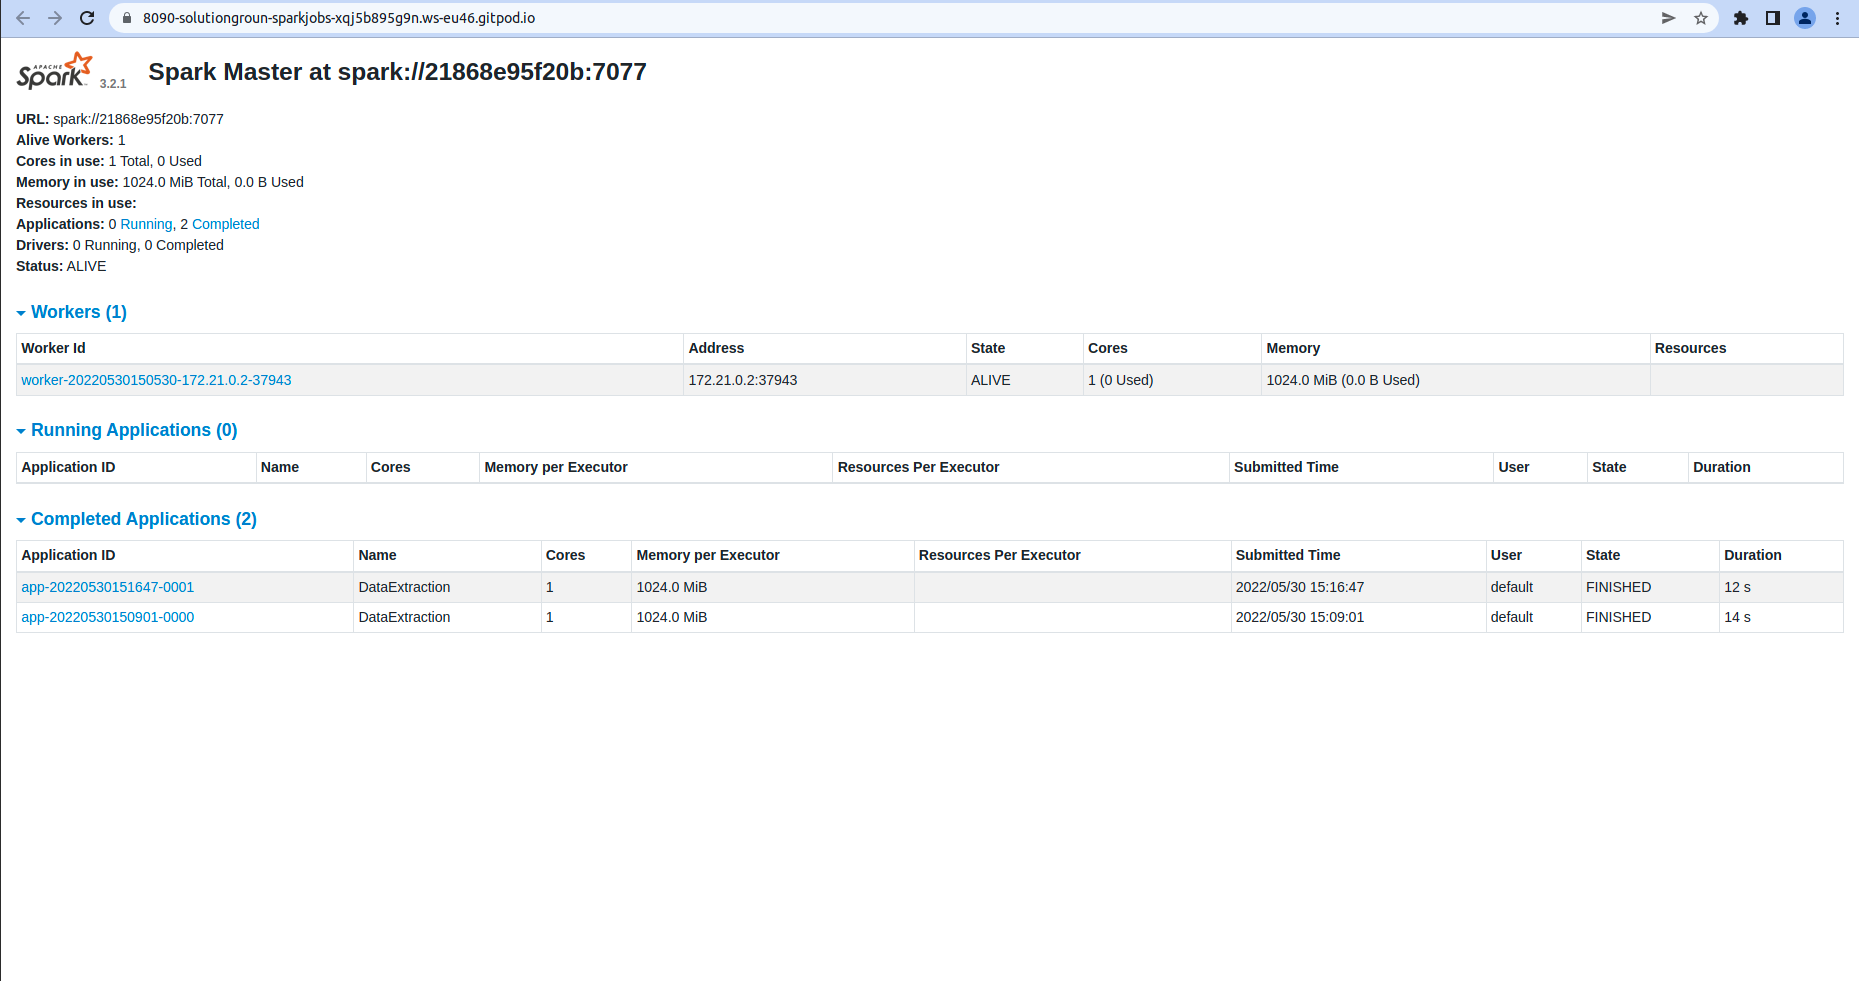 8090-solutiongroun-sparkjobs-xqj5b895g9n.ws-eu46.gitpod.io
APACHE
Spark 3.2.1 Spark Master at spark://21868e95f20b:7077
URL: spark://21868e95f20b:7077
Alive Workers: 1
Cores in use: 1 Total, 0 Used
Memory in use: 1024.0 MiB Total, 0.0 B Used
Resources in use:
Applications: 0 Running, 2 Completed
Drivers: 0 Running, 0 Completed
Status: ALIVE
Workers (1)
Worker Id Address State Cores Memory Resources
worker-20220530150530-172.21.0.2-37943 172.21.0.2:37943 ALIVE 1 (0 Used) 1024.0 MiB (0.0 B Used)
Running Applications (0)
Application ID Name Cores Memory per Executor Resources Per Executor Submitted Time User State Duration
Completed Applications (2)
Application ID Name Cores Memory per Executor Resources Per Executor Submitted Time User State Duration
app-20220530151647-0001 DataExtraction 1 1024.0 MiB 2022/05/30 15:16:47 default FINISHED 12 s
app-20220530150901-0000 DataExtraction 1 1024.0 MiB 2022/05/30 15:09:01 default FINISHED 14 s